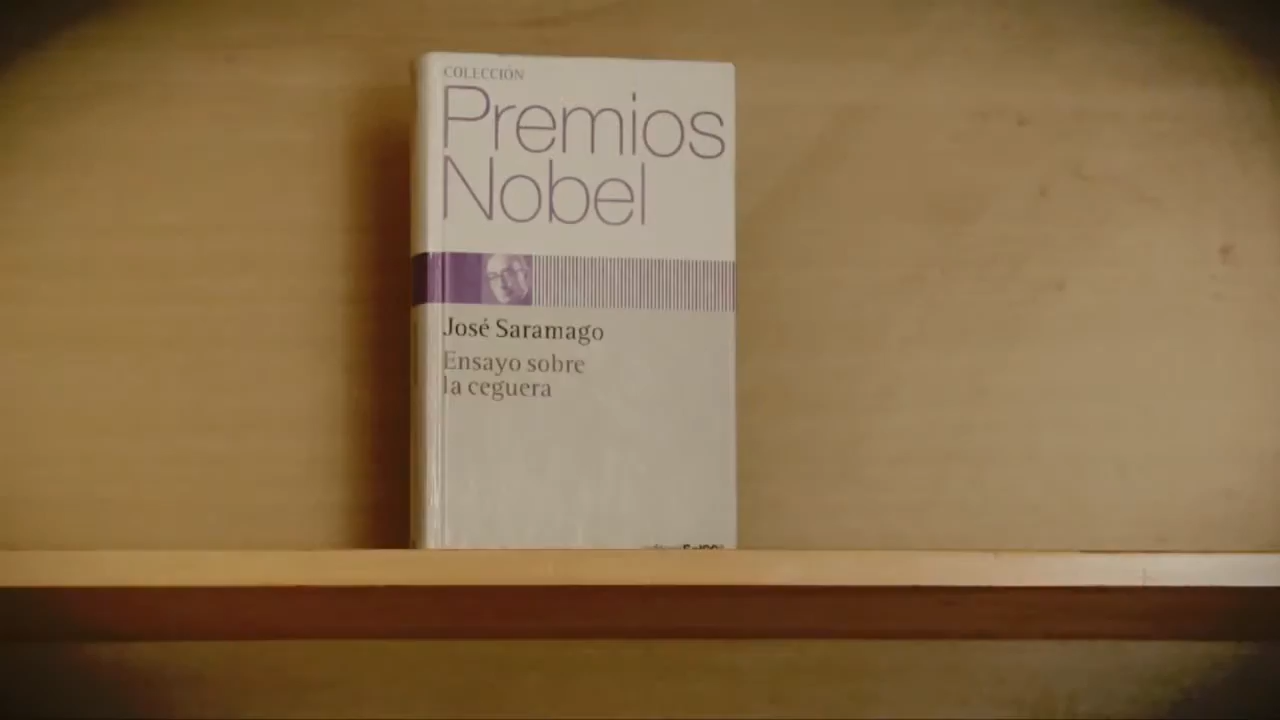 COLECCIÓN
Premios
Nobel
José Saramago
Ensayo sobre
la ceguera